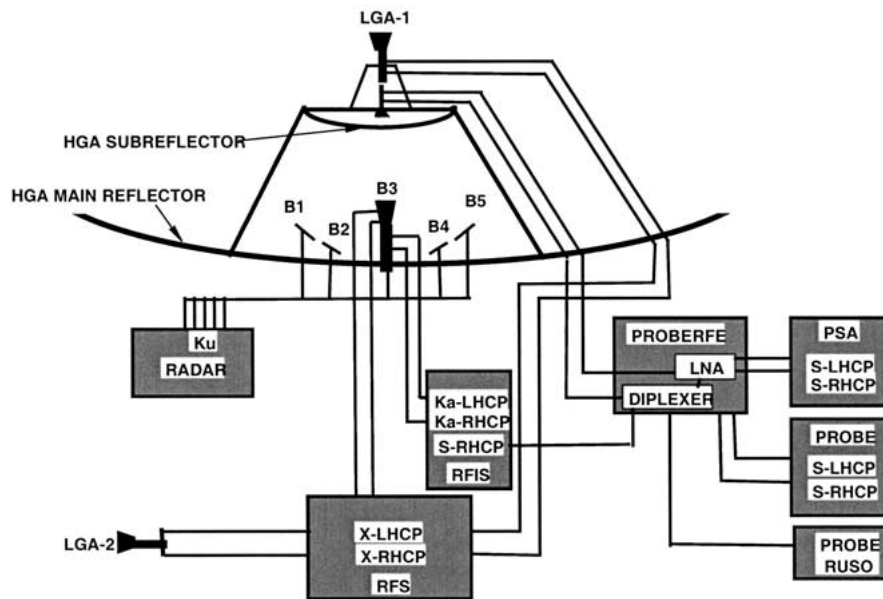 LGA-1
HGA SUBREFLECTOR
HGA MAIN REFLECTOR
B1
B2
B3
B4
B5
Ku
RADAR
PROBERFE
LNA
DIPLEXER
PSA
S-LHCP
S-RHCP
Ka-LHCP
Ka-RHCP
S-RHCP
RFIS
PROBE
S-LHCP
S-RHCP
LGA-2
X-LHCP
X-RHCP
RFS
PROBE
RUSO